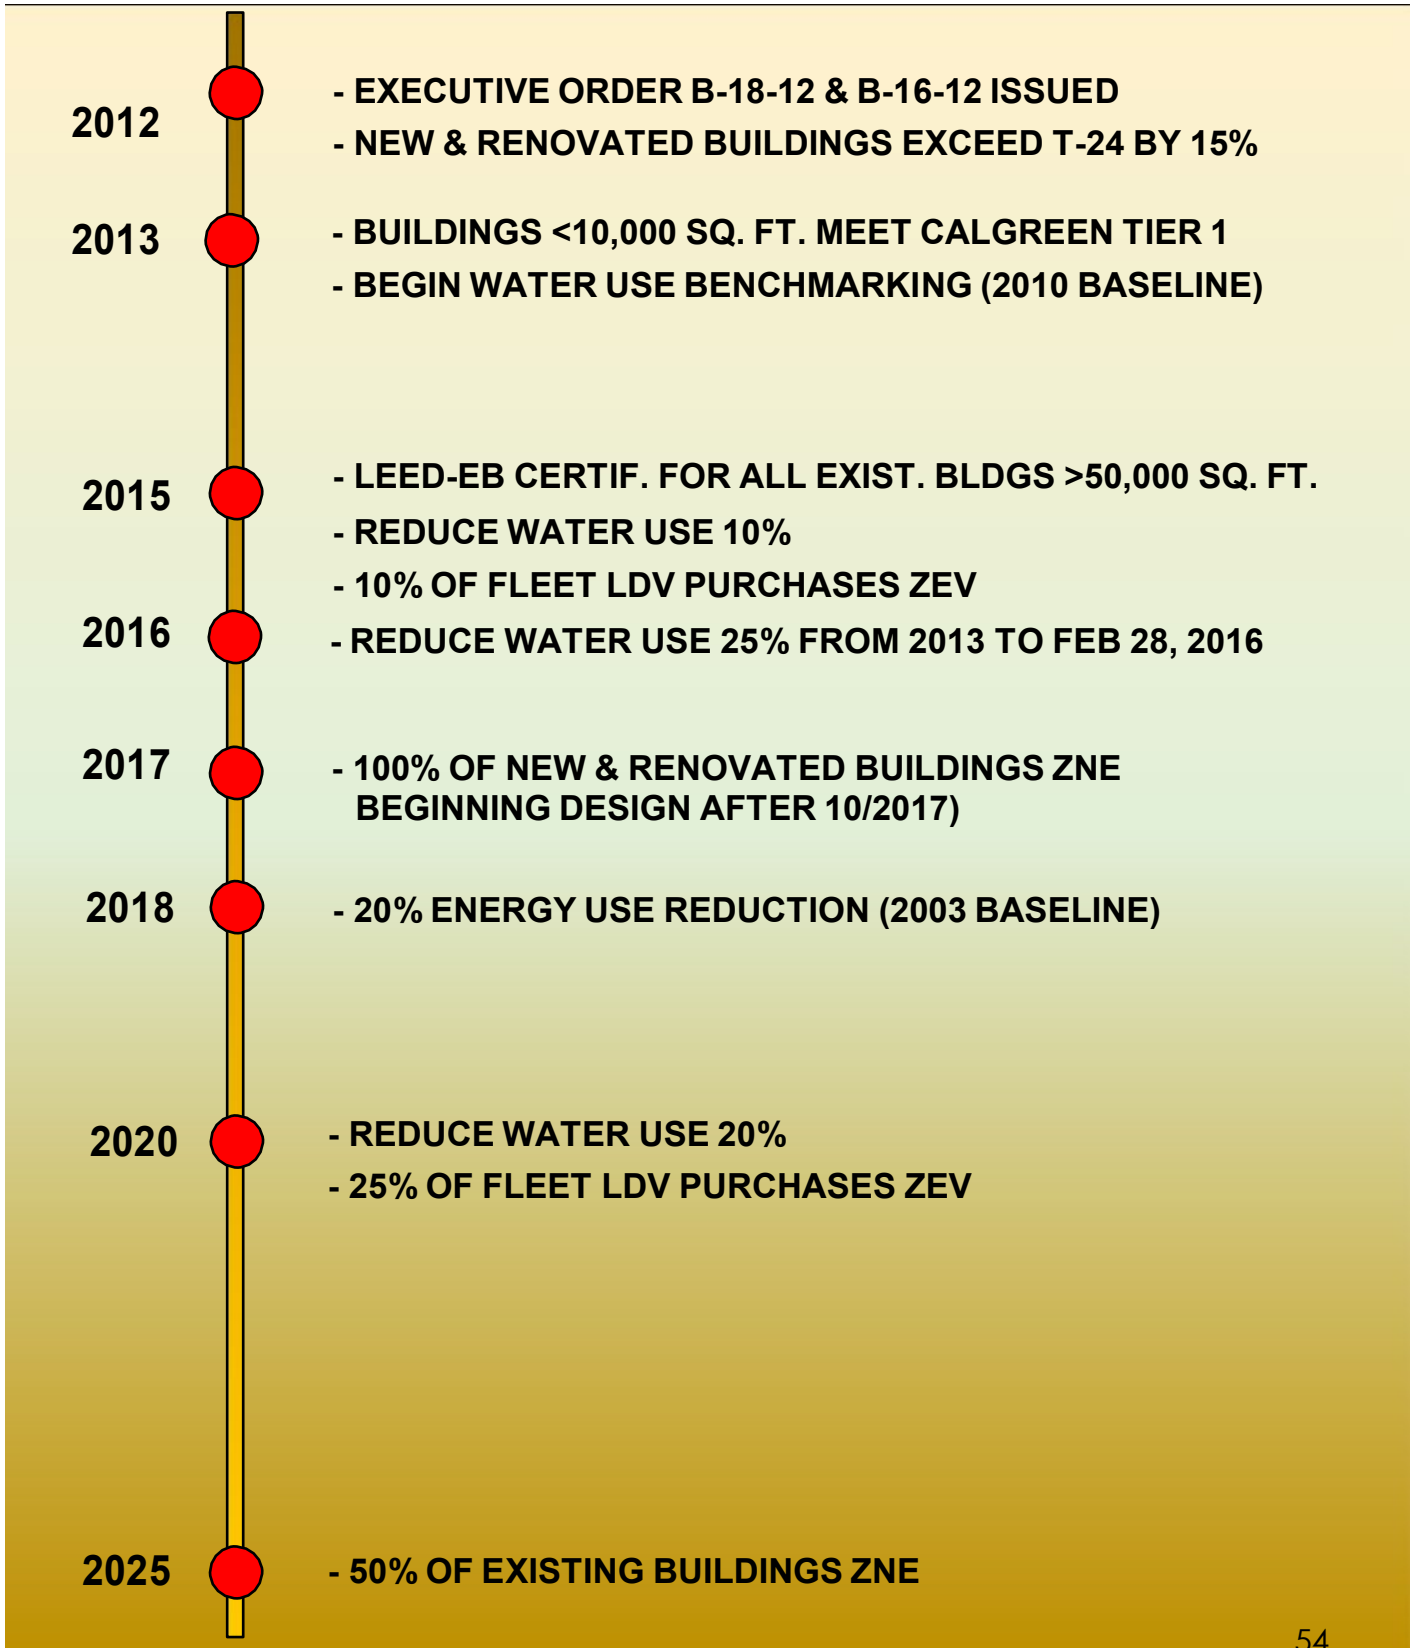 2012
- EXECUTIVE ORDER B-18-12 & B-16-12 ISSUED
- NEW & RENOVATED BUILDINGS EXCEED T-24 BY 15%
2013
- BUILDINGS <10,000 SQ. FT. MEET CALGREEN TIER 1
- BEGIN WATER USE BENCHMARKING (2010 BASELINE)
2015
- LEED-EB CERTIF. FOR ALL EXIST. BLDGS >50,000 SQ. FT.
- REDUCE WATER USE 10%
- 10% OF FLEET LDV PURCHASES ZEV
2016
- REDUCE WATER USE 25% FROM 2013 TO FEB 28, 2016
2017
- 100% OF NEW & RENOVATED BUILDINGS ZNE
BEGINNING DESIGN AFTER 10/2017)
2018
- 20% ENERGY USE REDUCTION (2003 BASELINE)
2020
- REDUCE WATER USE 20%
- 25% OF FLEET LDV PURCHASES ZEV
2025
- 50% OF EXISTING BUILDINGS ZNE
54